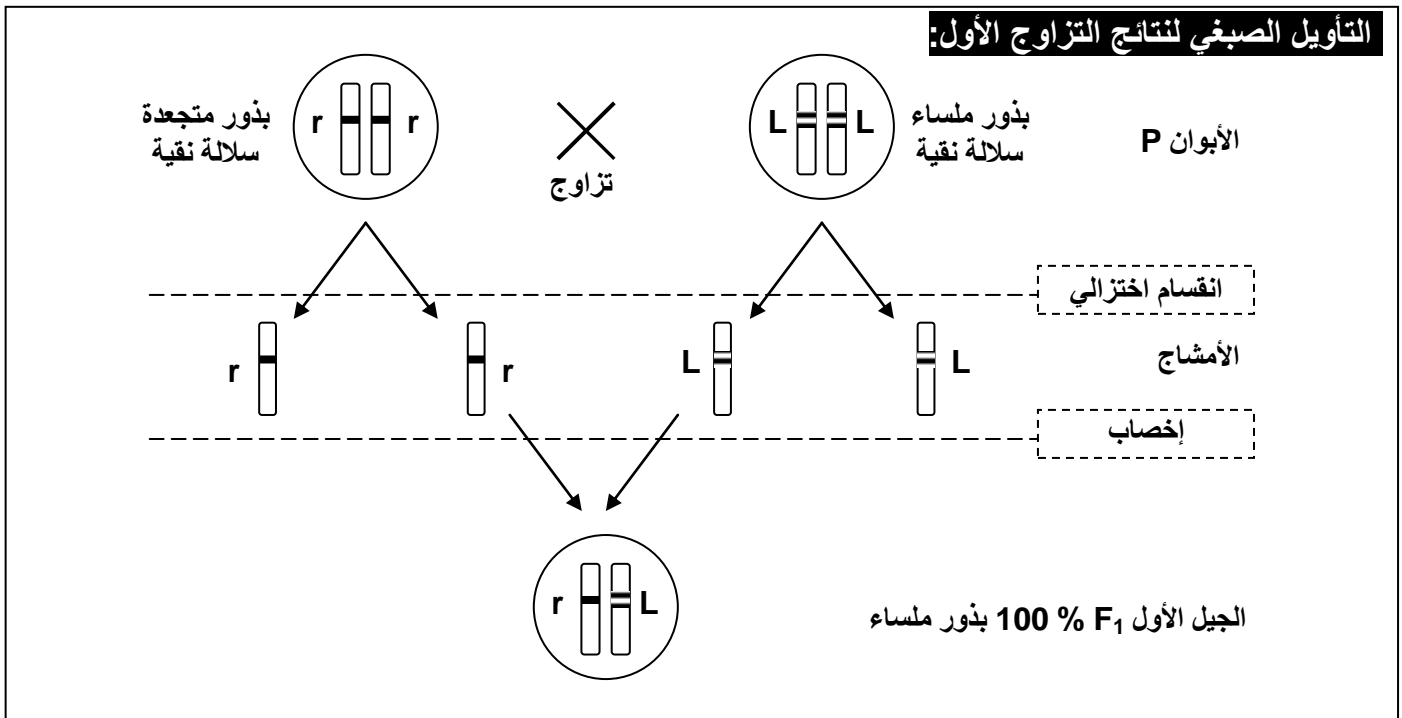 التأويل الصبغي لنتائج التزاوج الأول:
الأبوان P
بذور ملساء
سلالة نقية
L L
تزاوج
r r
بذور متجعدة
سلالة نقية
انقسام اختزالي
الأمشاج
L
L
r
r
إخصاب
الجيل الأول F₁ % 100 بذور ملساء
r L